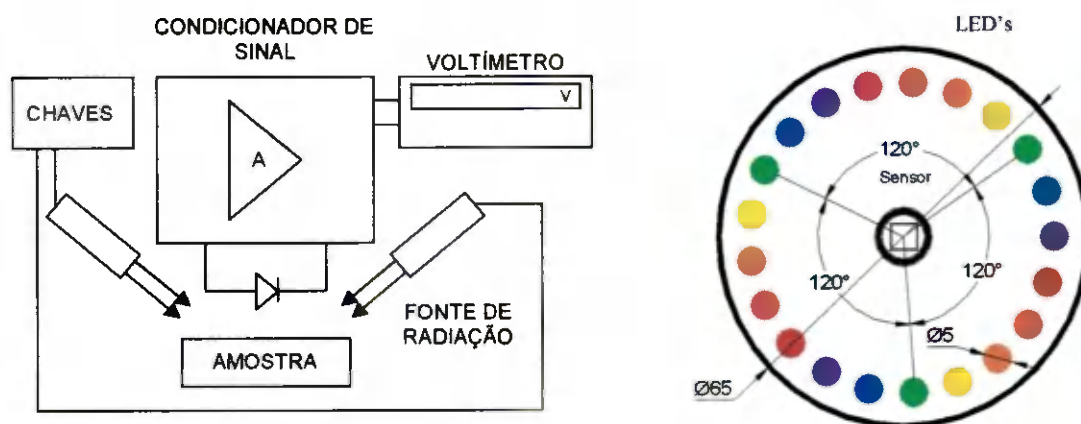 CONDICIONADOR DE
SINAL
VOLTÍMETRO
V
CHAVES
A
FONTE DE
RADIAÇÃO
AMOSTRA
LED's
120°
Sensor
120°
120°
Ø5
Ø65